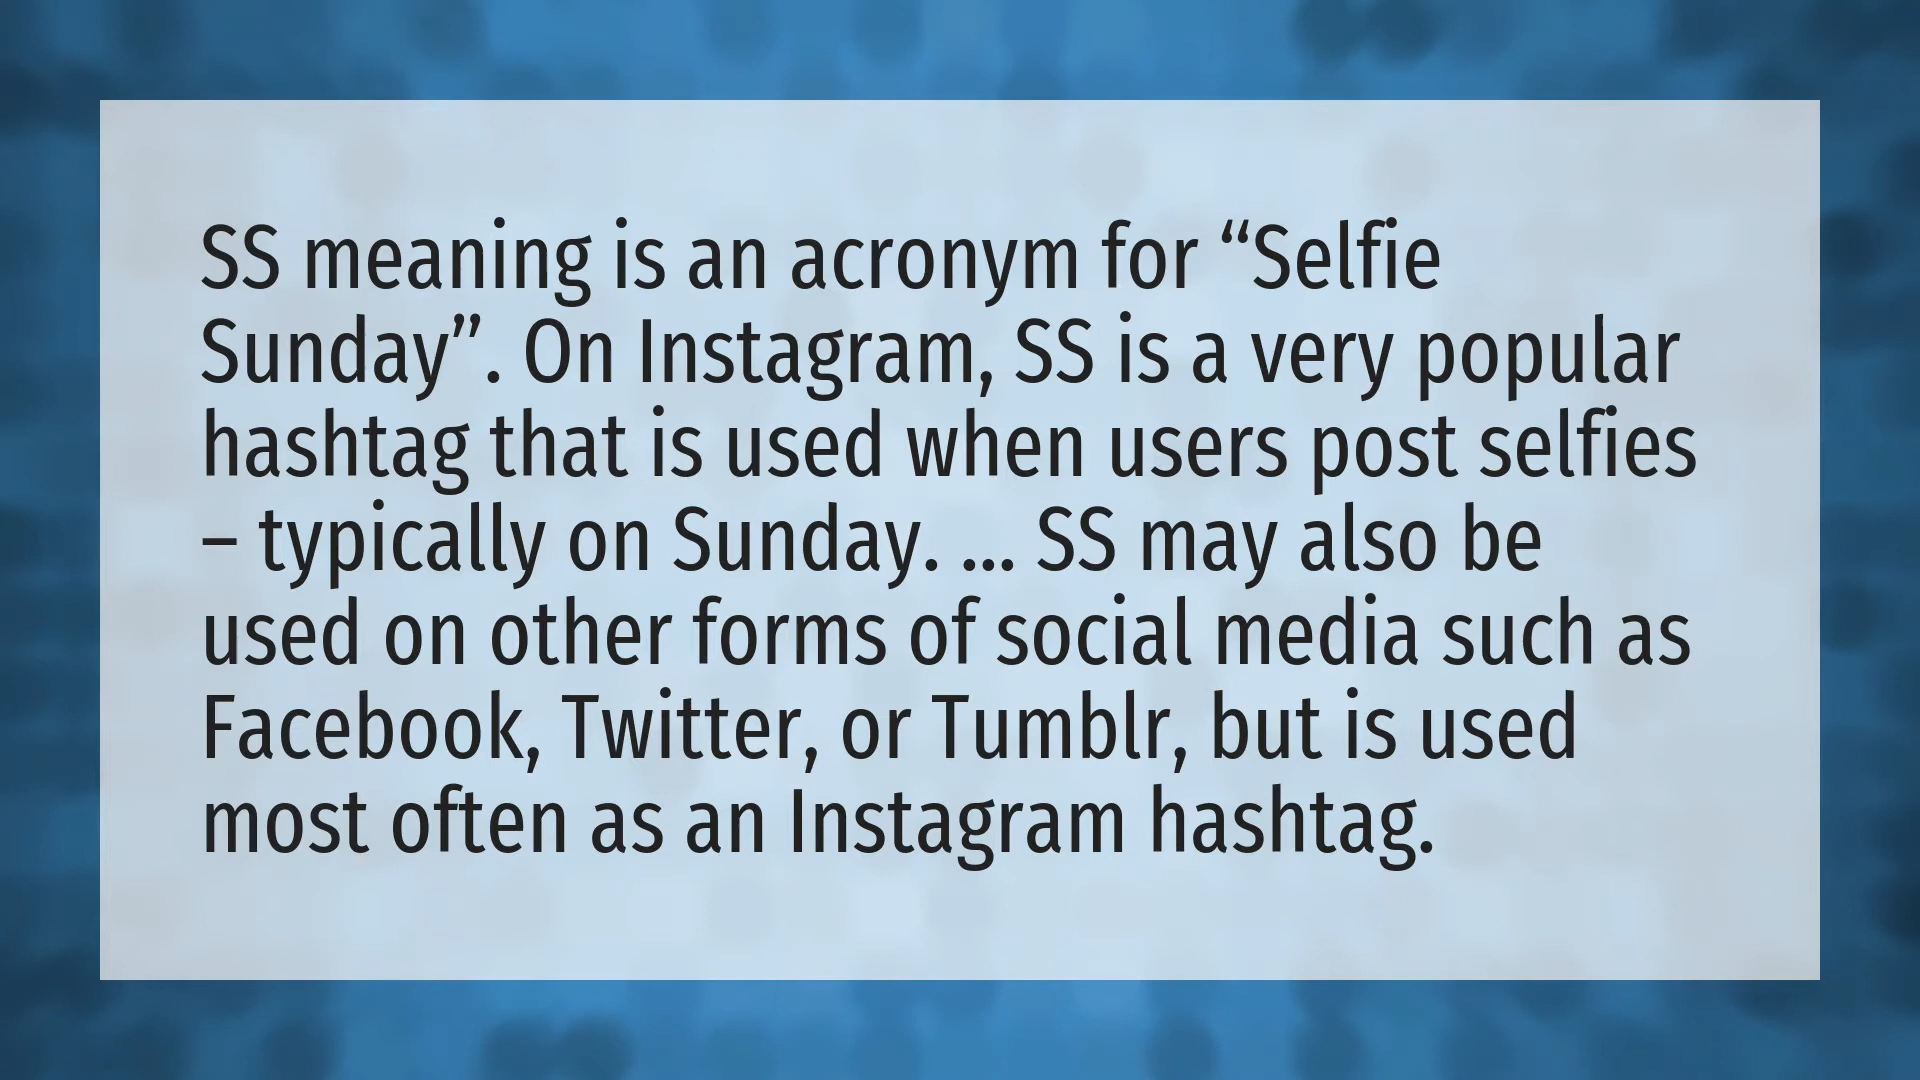 SS meaning is an acronym for “Selfie
Sunday”. On Instagram, SS is a very popular
hashtag that is used when users post selfies
– typically on Sunday. ... SS may also be
used on other forms of social media such as
Facebook, Twitter, or Tumblr, but is used
most often as an Instagram hashtag.